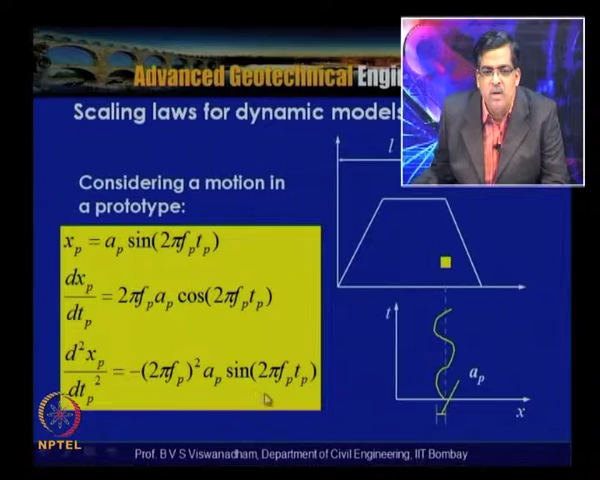 Advanced Geotechnical Engi
Scaling laws for dynamic models
l
Considering a motion in
a prototype:
x_p = a_p sin(2πf_p t_p)
dx_p/dt_p = 2πf_p a_p cos(2πf_p t_p)
d²x_p/dt_p² = -(2πf_p)² a_p sin(2πf_p t_p)
t
a_p
x
NPTEL
Prof. B V S Viswanadham, Department of Civil Engineering, IIT Bombay